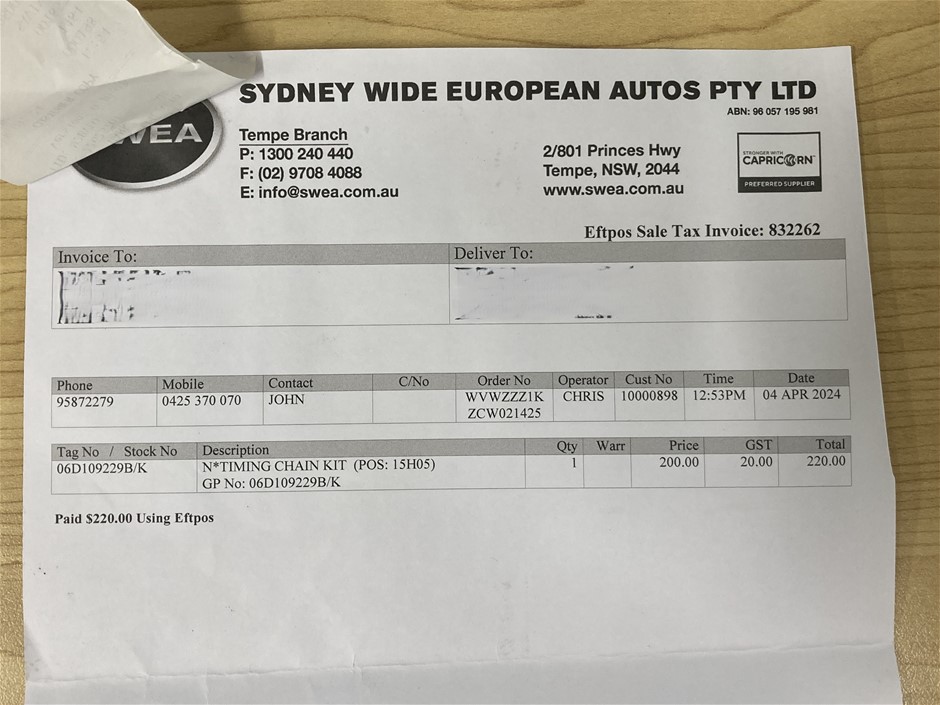 SWEA
SYDNEY WIDE EUROPEAN AUTOS PTY LTD
ABN: 96 057 195 981
Tempe Branch
P: 1300 240 440
F: (02) 9708 4088
E: info@swea.com.au
2/801 Princes Hwy
Tempe, NSW, 2044
www.swea.com.au
STRONGER WITH
CAPRICORN
PREFERRED SUPPLIER
Eftpos Sale Tax Invoice: 832262
Invoice To: Deliver To:
Phone Mobile Contact C/No Order No Operator Cust No Time Date
95872279 0425 370 070 JOHN WVWZZZ1K CHRIS 10000898 12:53PM 04 APR 2024
ZCW021425
Tag No / Stock No Description Qty Warr Price GST Total
06D109229B/K N*TIMING CHAIN KIT (POS: 15H05) 1 200.00 20.00 220.00
GP No: 06D109229B/K
Paid $220.00 Using Eftpos